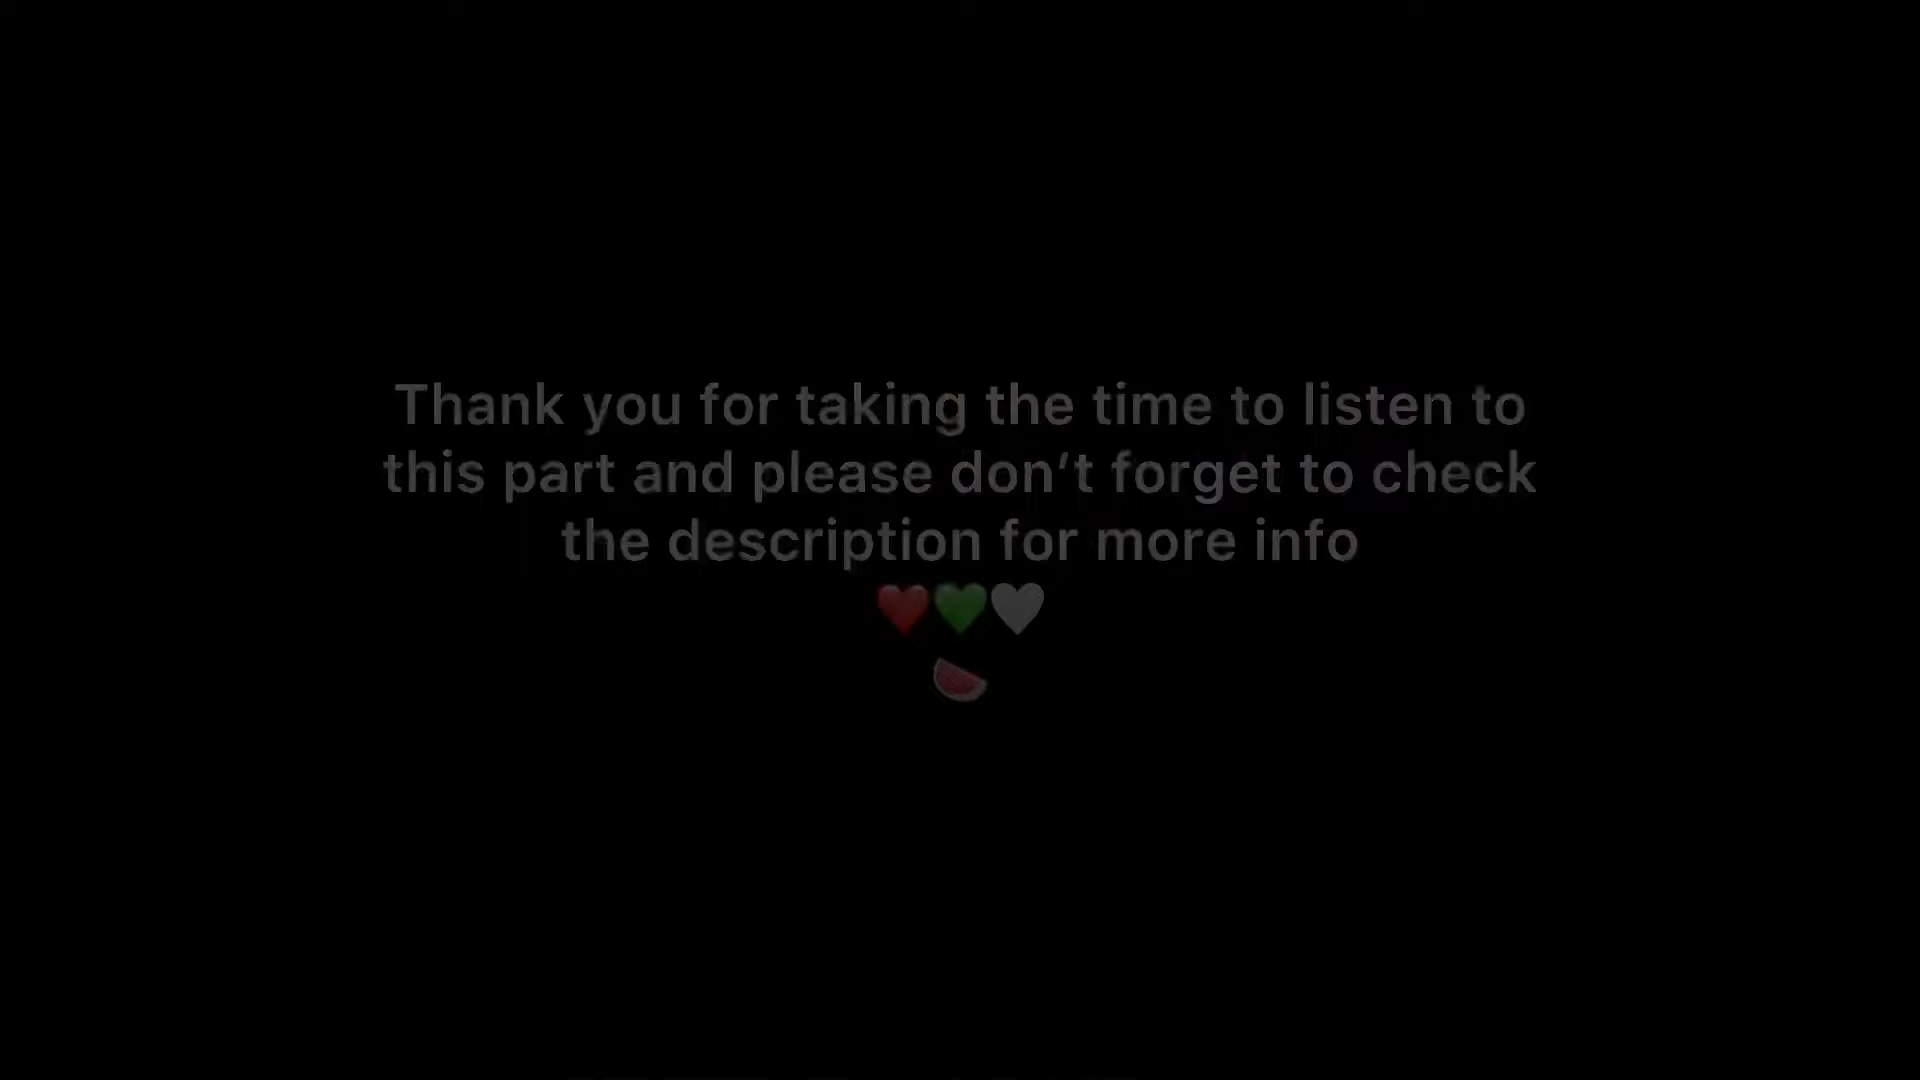 Thank you for taking the time to listen to
this part and please don’t forget to check
the description for more info
❤️💚🤍
🍉